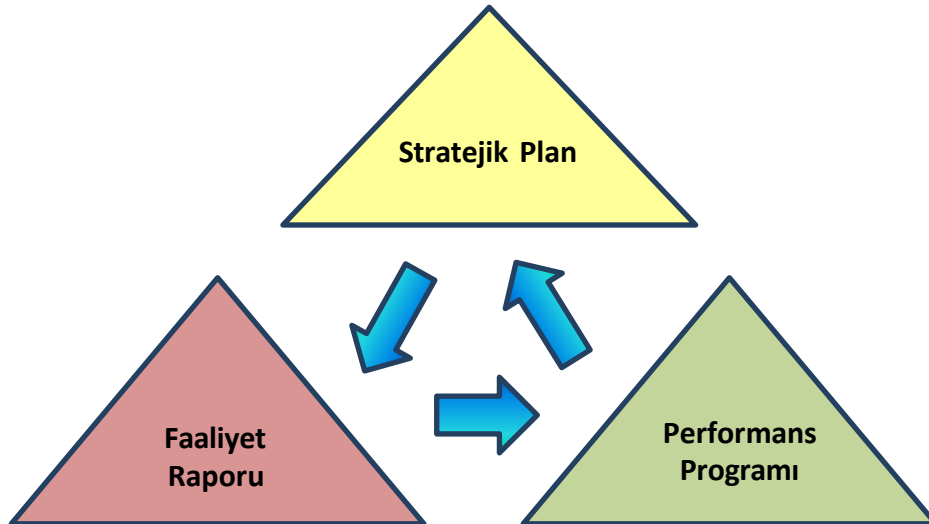 Stratejik Plan
Faaliyet
Raporu
Performans
Programı